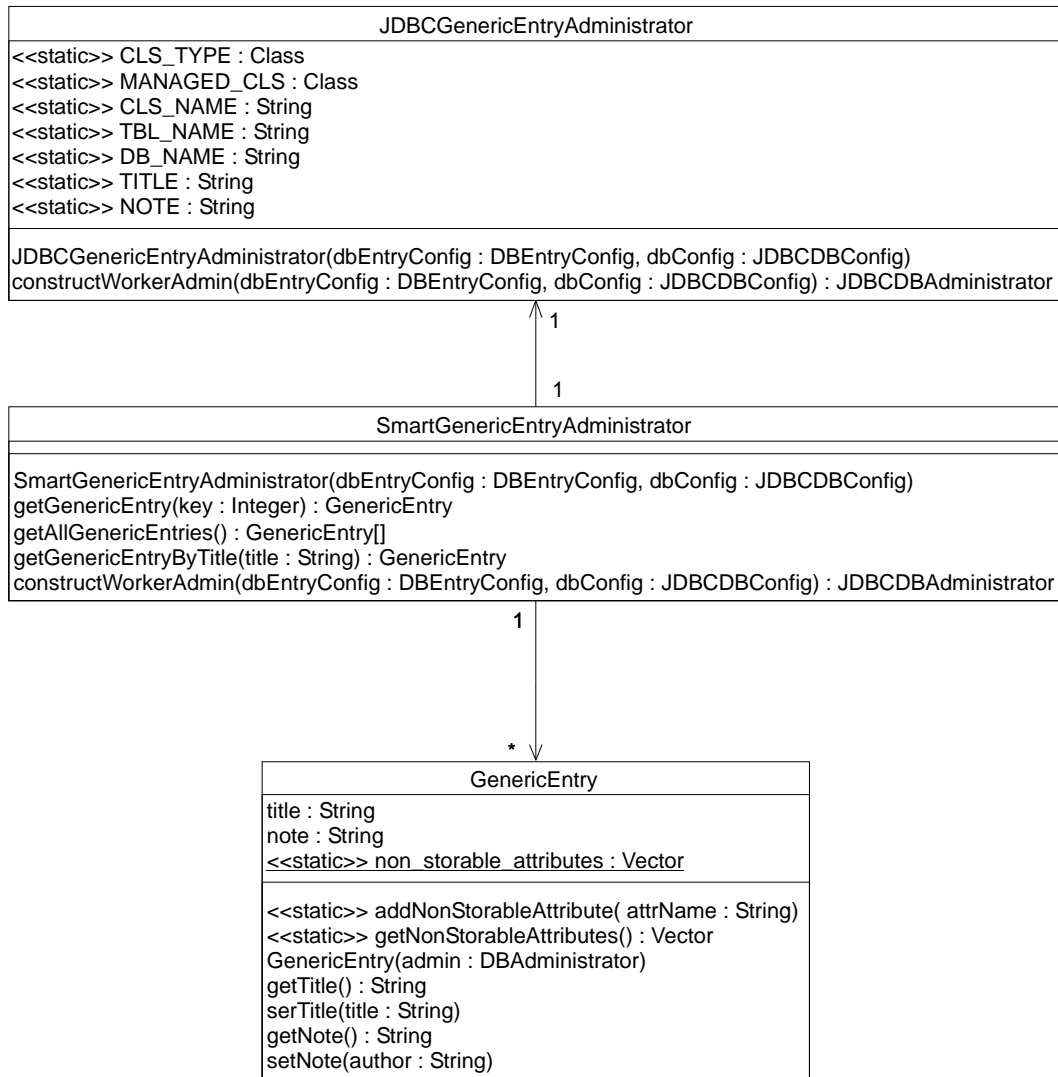 JDBCGenericEntryAdministrator
<<static>> CLS_TYPE : Class
<<static>> MANAGED_CLS : Class
<<static>> CLS_NAME : String
<<static>> TBL_NAME : String
<<static>> DB_NAME : String
<<static>> TITLE : String
<<static>> NOTE : String
JDBCGenericEntryAdministrator(dbEntryConfig : DBEntryConfig, dbConfig : JDBCDBConfig)
constructWorkerAdmin(dbEntryConfig : DBEntryConfig, dbConfig : JDBCDBConfig) : JDBCDBAdministrator
1
1
SmartGenericEntryAdministrator
SmartGenericEntryAdministrator(dbEntryConfig : DBEntryConfig, dbConfig : JDBCDBConfig)
getGenericEntry(key : Integer) : GenericEntry
getAllGenericEntries() : GenericEntry[]
getGenericEntryByTitle(title : String) : GenericEntry
constructWorkerAdmin(dbEntryConfig : DBEntryConfig, dbConfig : JDBCDBConfig) : JDBCDBAdministrator
1
*
GenericEntry
title : String
note : String
<<static>> non_storable_attributes : Vector
<<static>> addNonStorableAttribute( attrName : String)
<<static>> getNonStorableAttributes() : Vector
GenericEntry(admin : DBAdministrator)
getTitle() : String
serTitle(title : String)
getNote() : String
setNote(author : String)